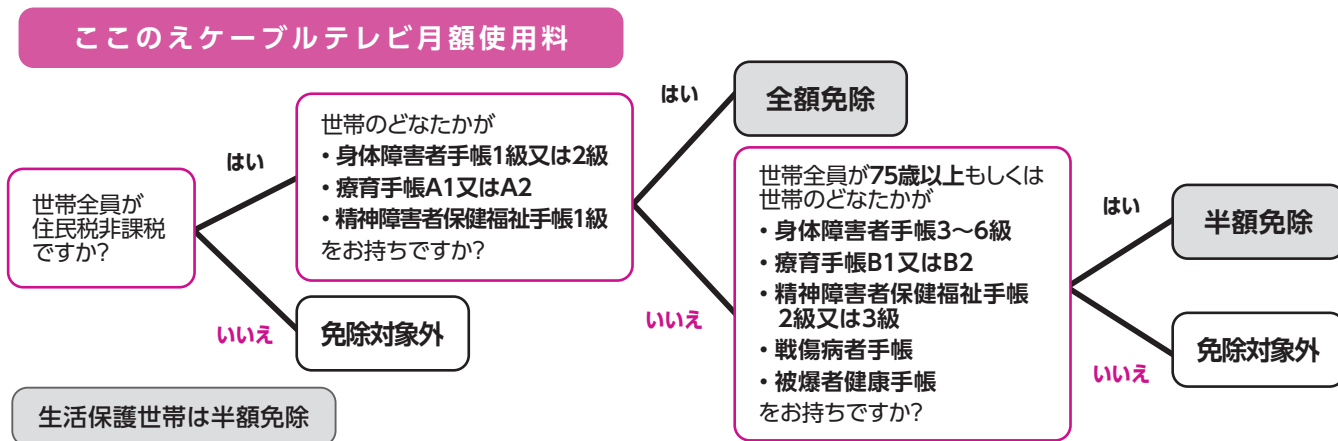 ここのえケーブルテレビ月額使用料
世帯全員が
住民税非課税
ですか?
はい
いいえ
世帯のどなたかが
・身体障害者手帳1級又は2級
・療育手帳A1又はA2
・精神障害者保健福祉手帳1級
をお持ちですか?
免除対象外
はい
いいえ
全額免除
世帯全員が75歳以上もしくは
世帯のどなたかが
・身体障害者手帳3〜6級
・療育手帳B1又はB2
・精神障害者保健福祉手帳
2級又は3級
・戦傷病者手帳
・被爆者健康手帳
をお持ちですか?
はい
いいえ
半額免除
免除対象外
生活保護世帯は半額免除